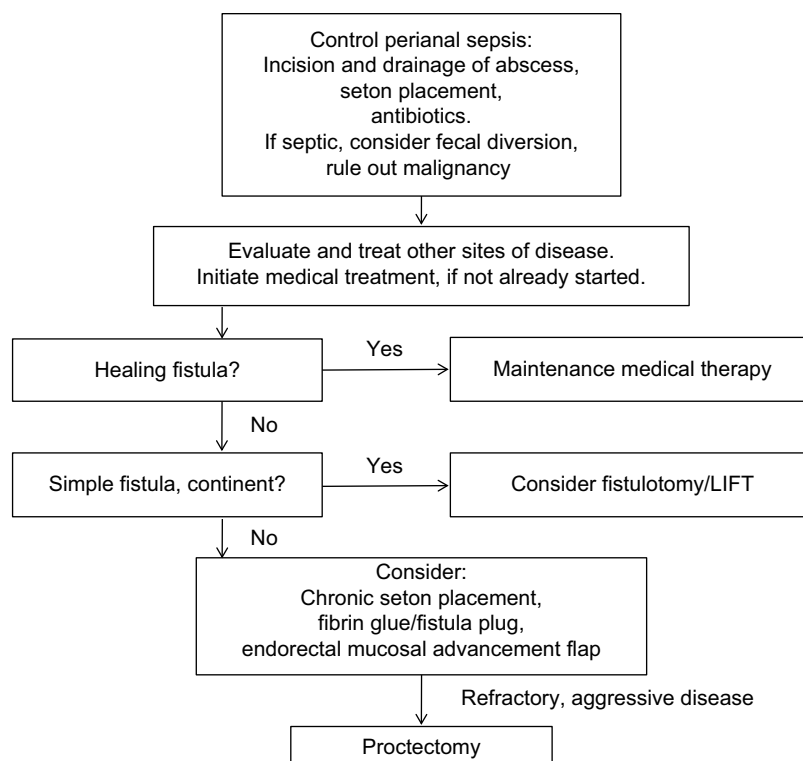 Control perianal sepsis:
Incision and drainage of abscess,
seton placement,
antibiotics.
If septic, consider fecal diversion,
rule out malignancy
Evaluate and treat other sites of disease.
Initiate medical treatment, if not already started.
Healing fistula?
Yes
Maintenance medical therapy
No
Simple fistula, continent?
Yes
Consider fistulotomy/LIFT
No
Consider:
Chronic seton placement,
fibrin glue/fistula plug,
endorectal mucosal advancement flap
Refractory, aggressive disease
Proctectomy